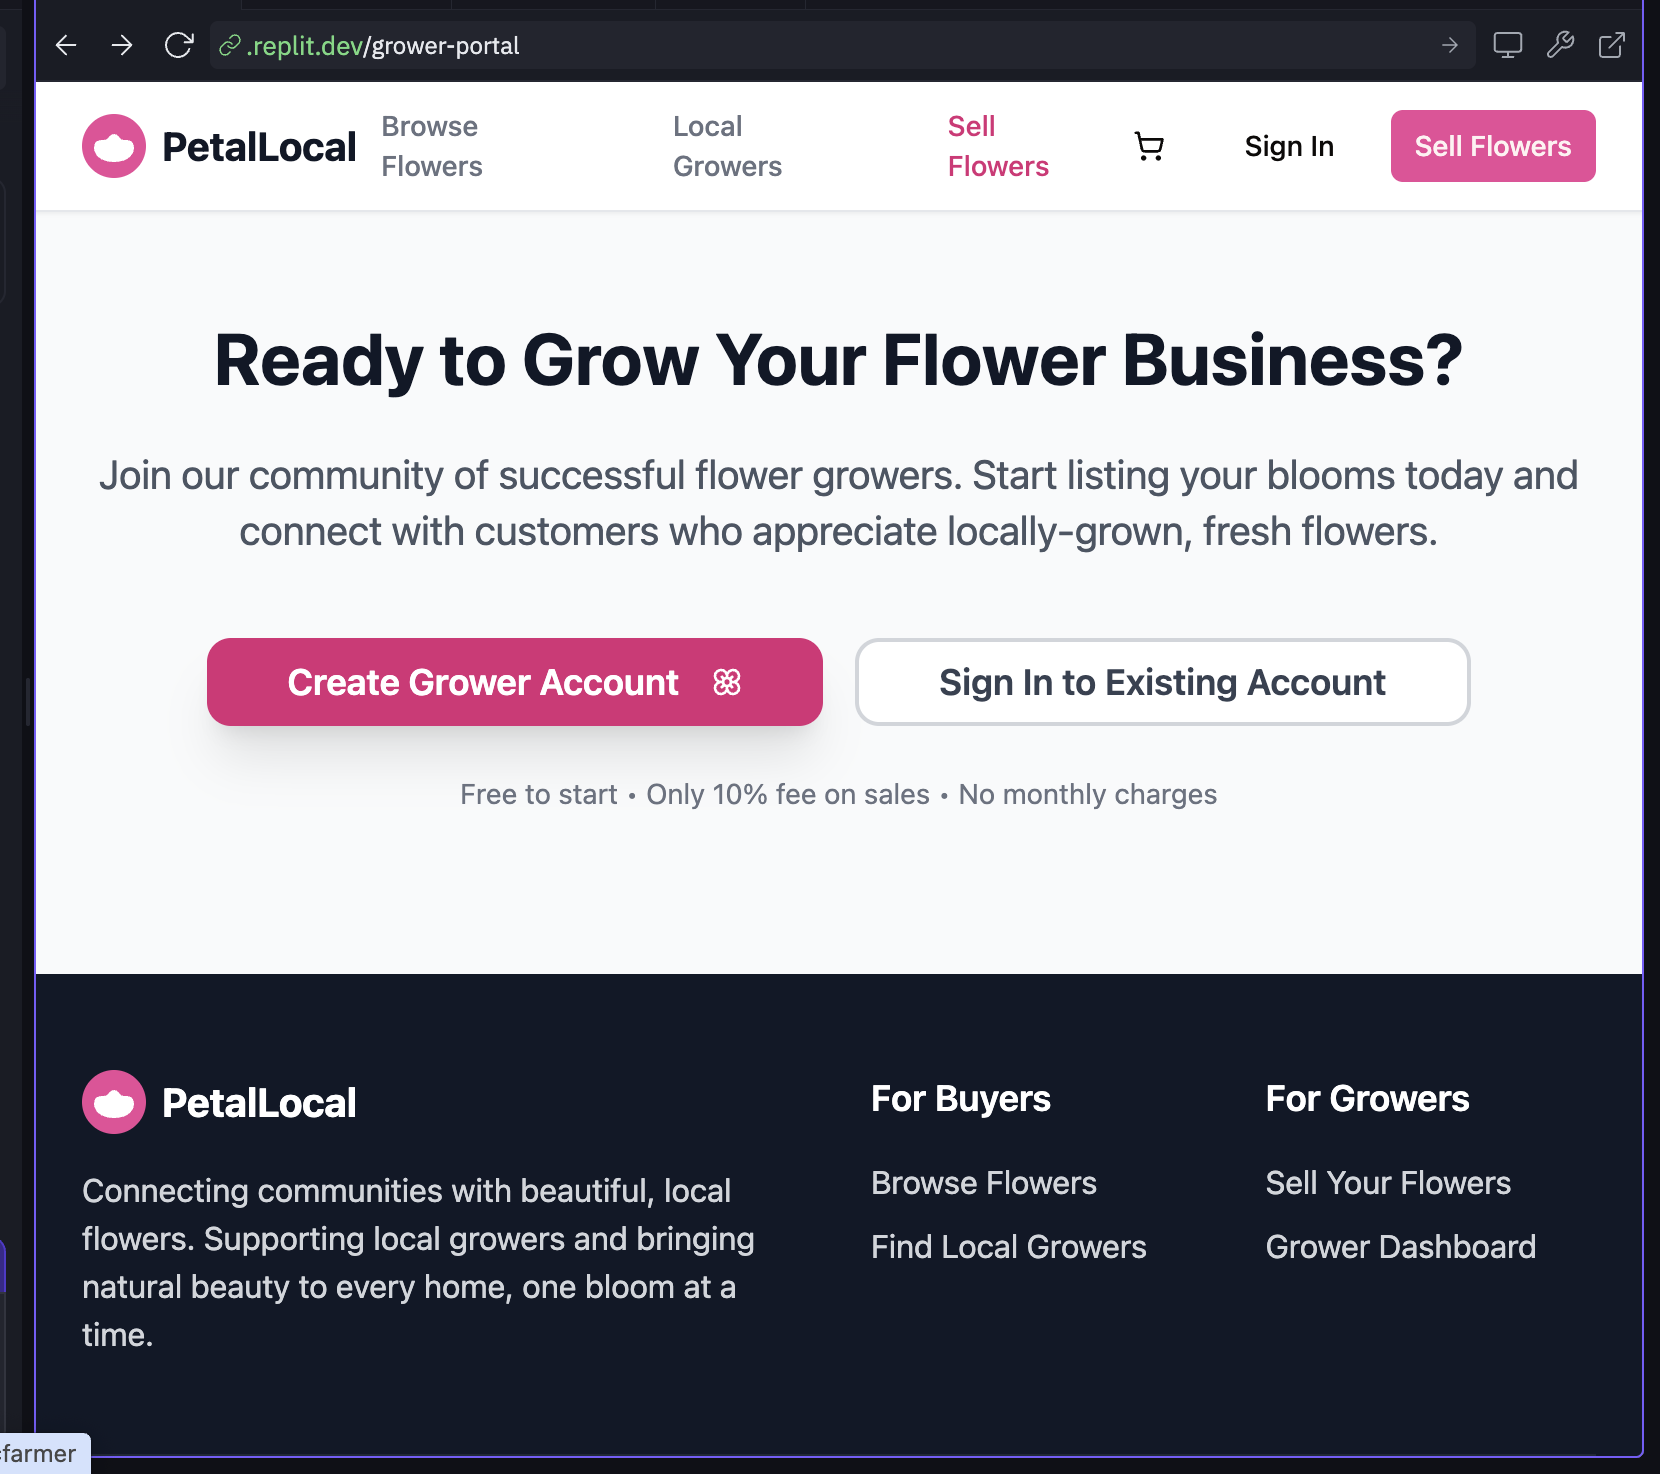 .replit.dev/grower-portal
PetalLocal
Browse
Flowers
Local
Growers
Sell
Flowers
Sign In
Sell Flowers
Ready to Grow Your Flower Business?
Join our community of successful flower growers. Start listing your blooms today and
connect with customers who appreciate locally-grown, fresh flowers.
Create Grower Account
Sign In to Existing Account
Free to start • Only 10% fee on sales • No monthly charges
PetalLocal
Connecting communities with beautiful, local
flowers. Supporting local growers and bringing
natural beauty to every home, one bloom at a
time.
For Buyers
Browse Flowers
Find Local Growers
For Growers
Sell Your Flowers
Grower Dashboard
farmer